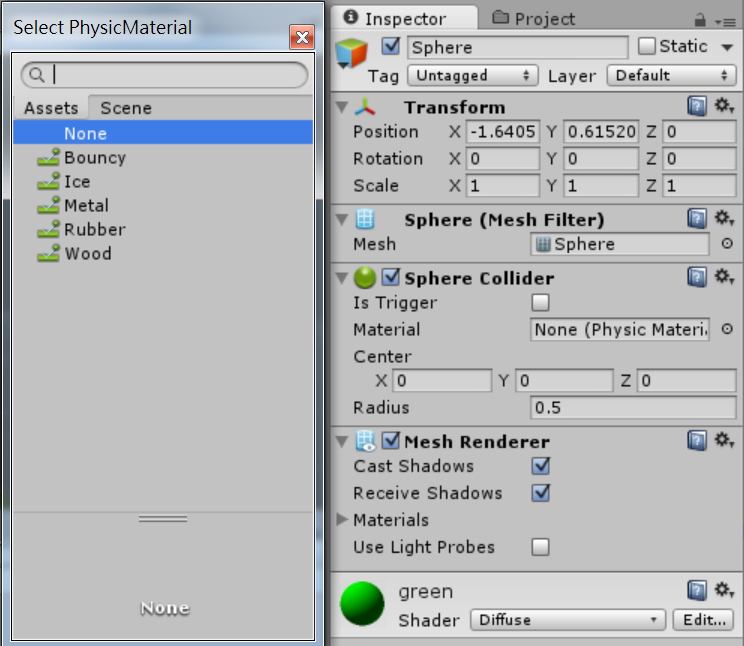 Select PhysicMaterial
Assets Scene
None
Bouncy
Ice
Metal
Rubber
Wood
None
Inspector Project
Sphere Static
Tag Untagged Layer Default
Transform
Position X -1.6405 Y 0.61520 Z 0
Rotation X 0 Y 0 Z 0
Scale X 1 Y 1 Z 1
Sphere (Mesh Filter)
Mesh Sphere
Sphere Collider
Is Trigger
Material None (Physic Materi
Center
X 0 Y 0 Z 0
Radius 0.5
Mesh Renderer
Cast Shadows
Receive Shadows
Materials
Use Light Probes
green
Shader Diffuse Edit...